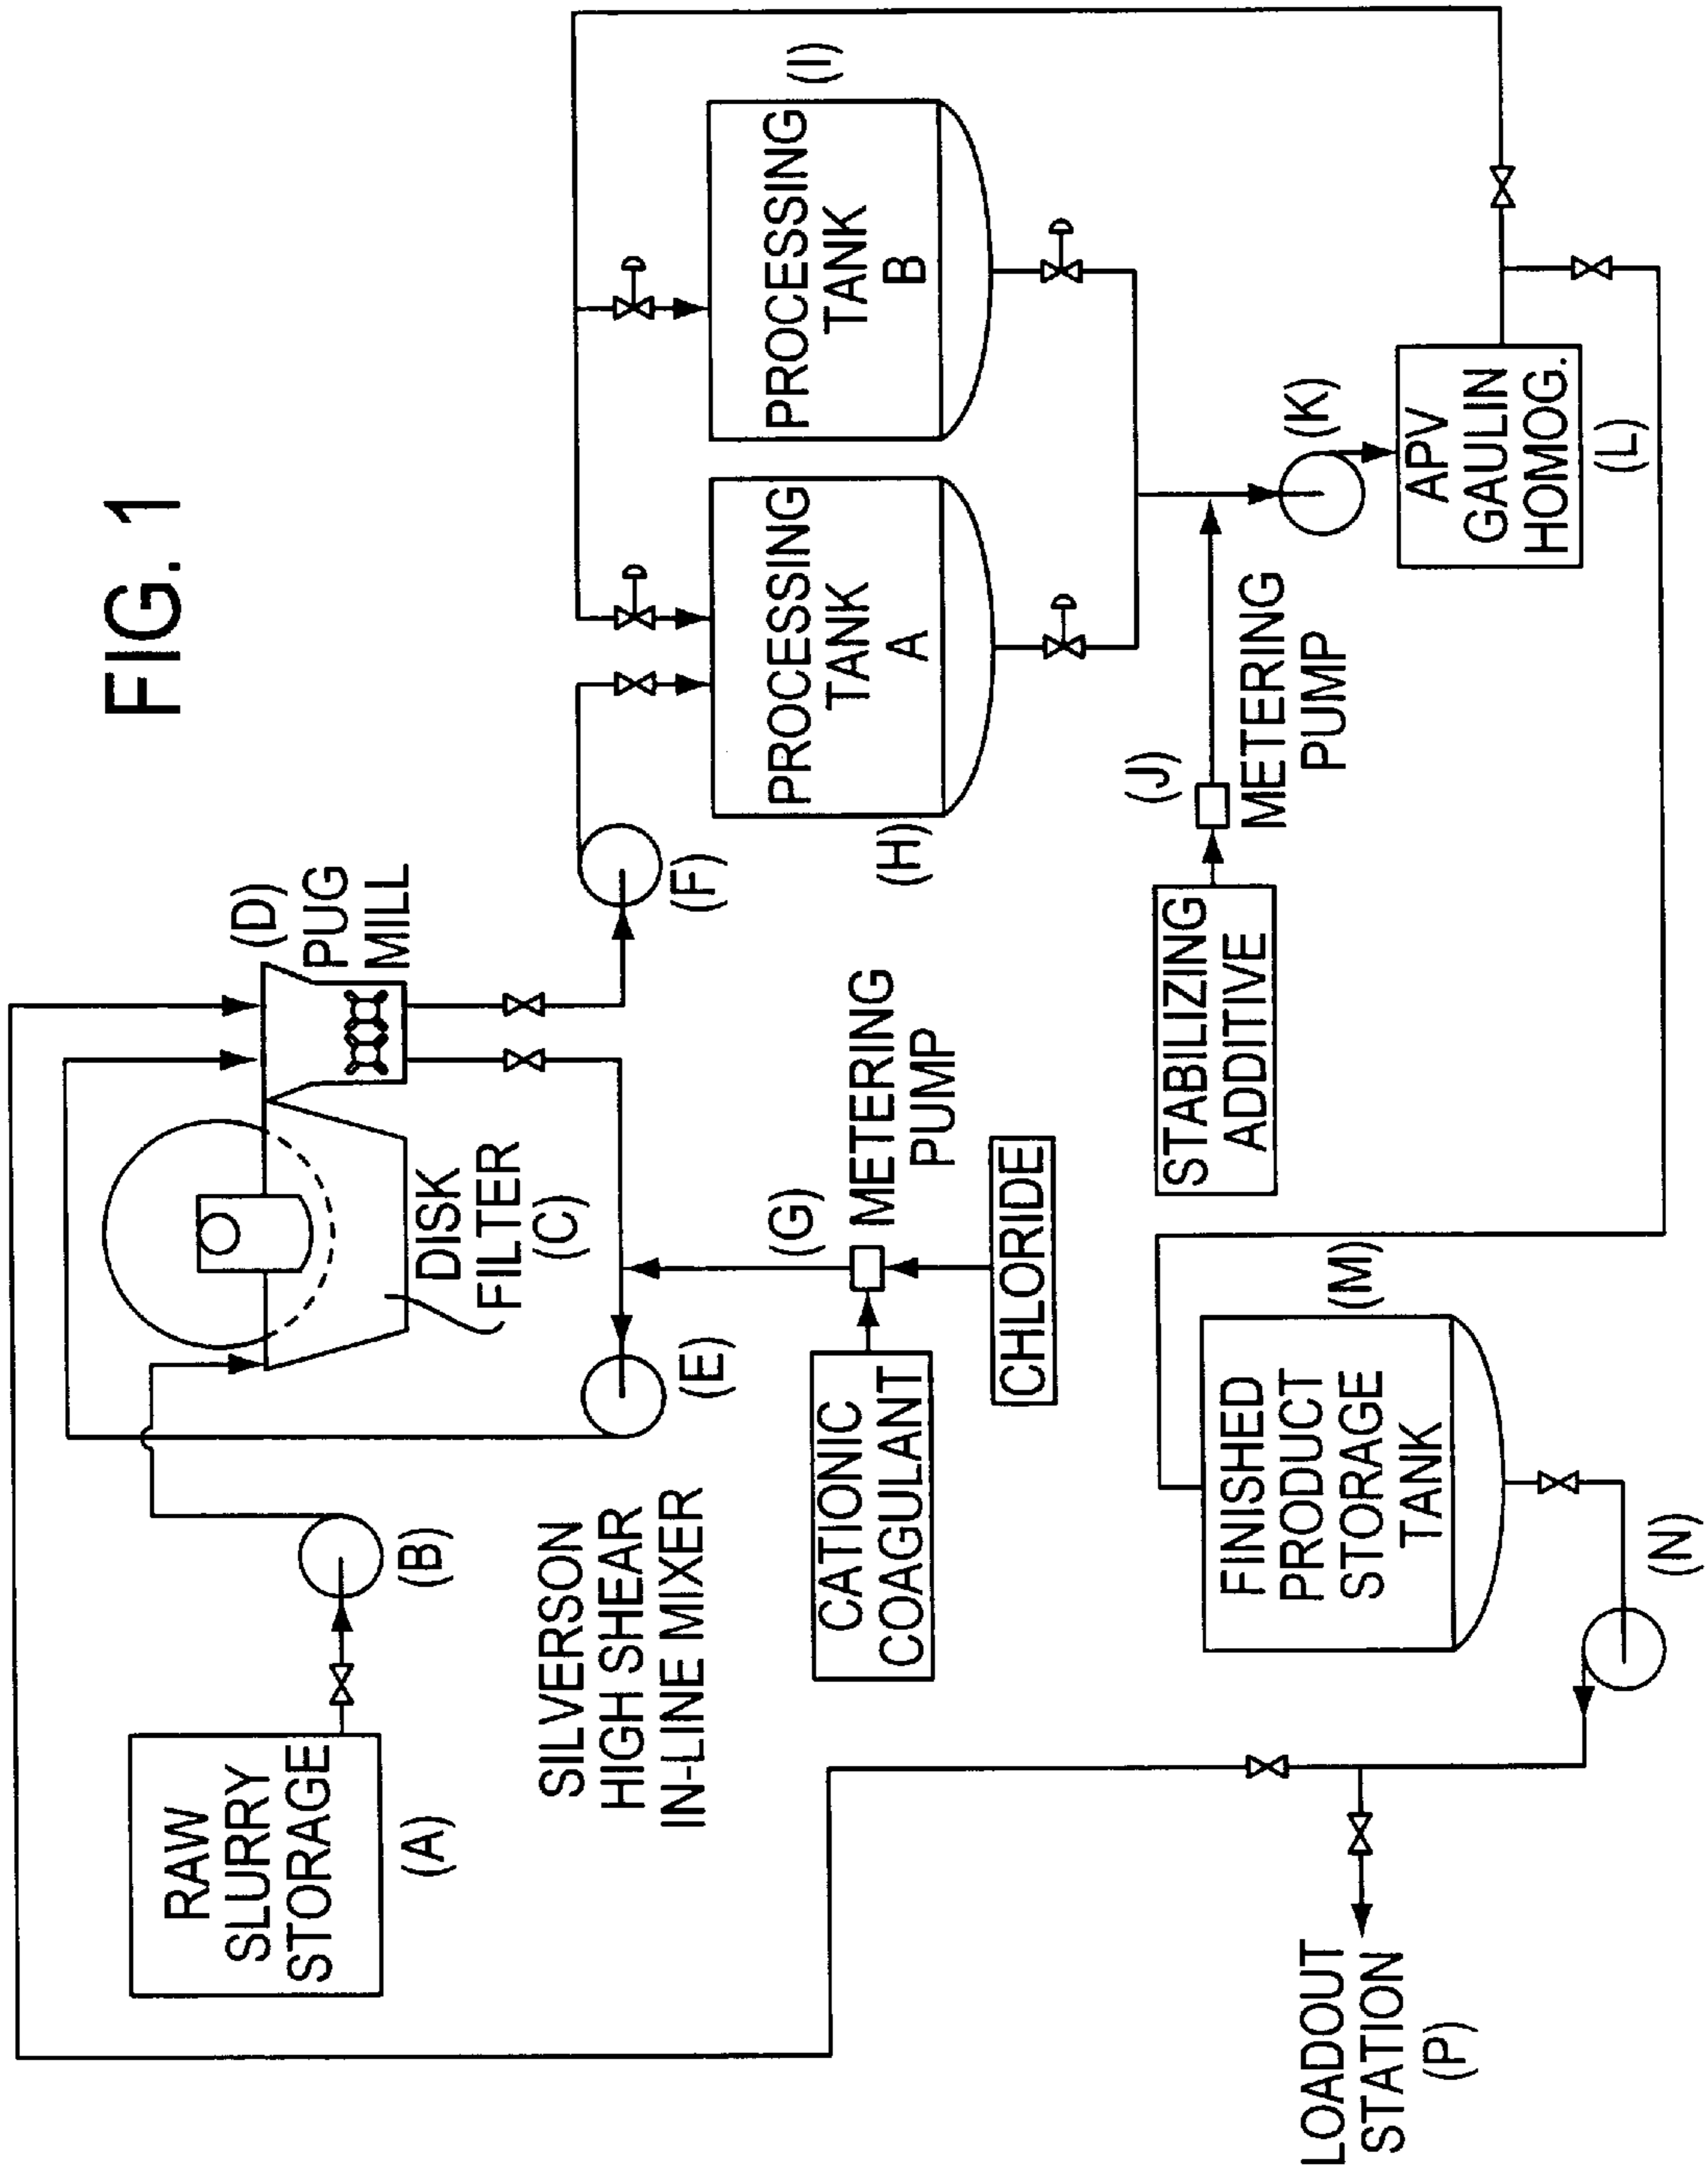 FIG. 1
RAW
SLURRY
STORAGE
(A)
(B)
DISK
FILTER
(C)
(D)
PUG
MILL
SILVERSON
HIGH SHEAR
IN-LINE MIXER
(E)
(F)
CATIONIC
COAGULANT
(G)
METERING
PUMP
CHLORIDE
PROCESSING
TANK
A
(H)
PROCESSING
TANK
B
(I)
STABILIZING
ADDITIVE
(J)
METERING
PUMP
(K)
APV
GAULIN
HOMOG.
(L)
FINISHED
PRODUCT
STORAGE
TANK
(M)
(N)
LOADOUT
STATION
(P)